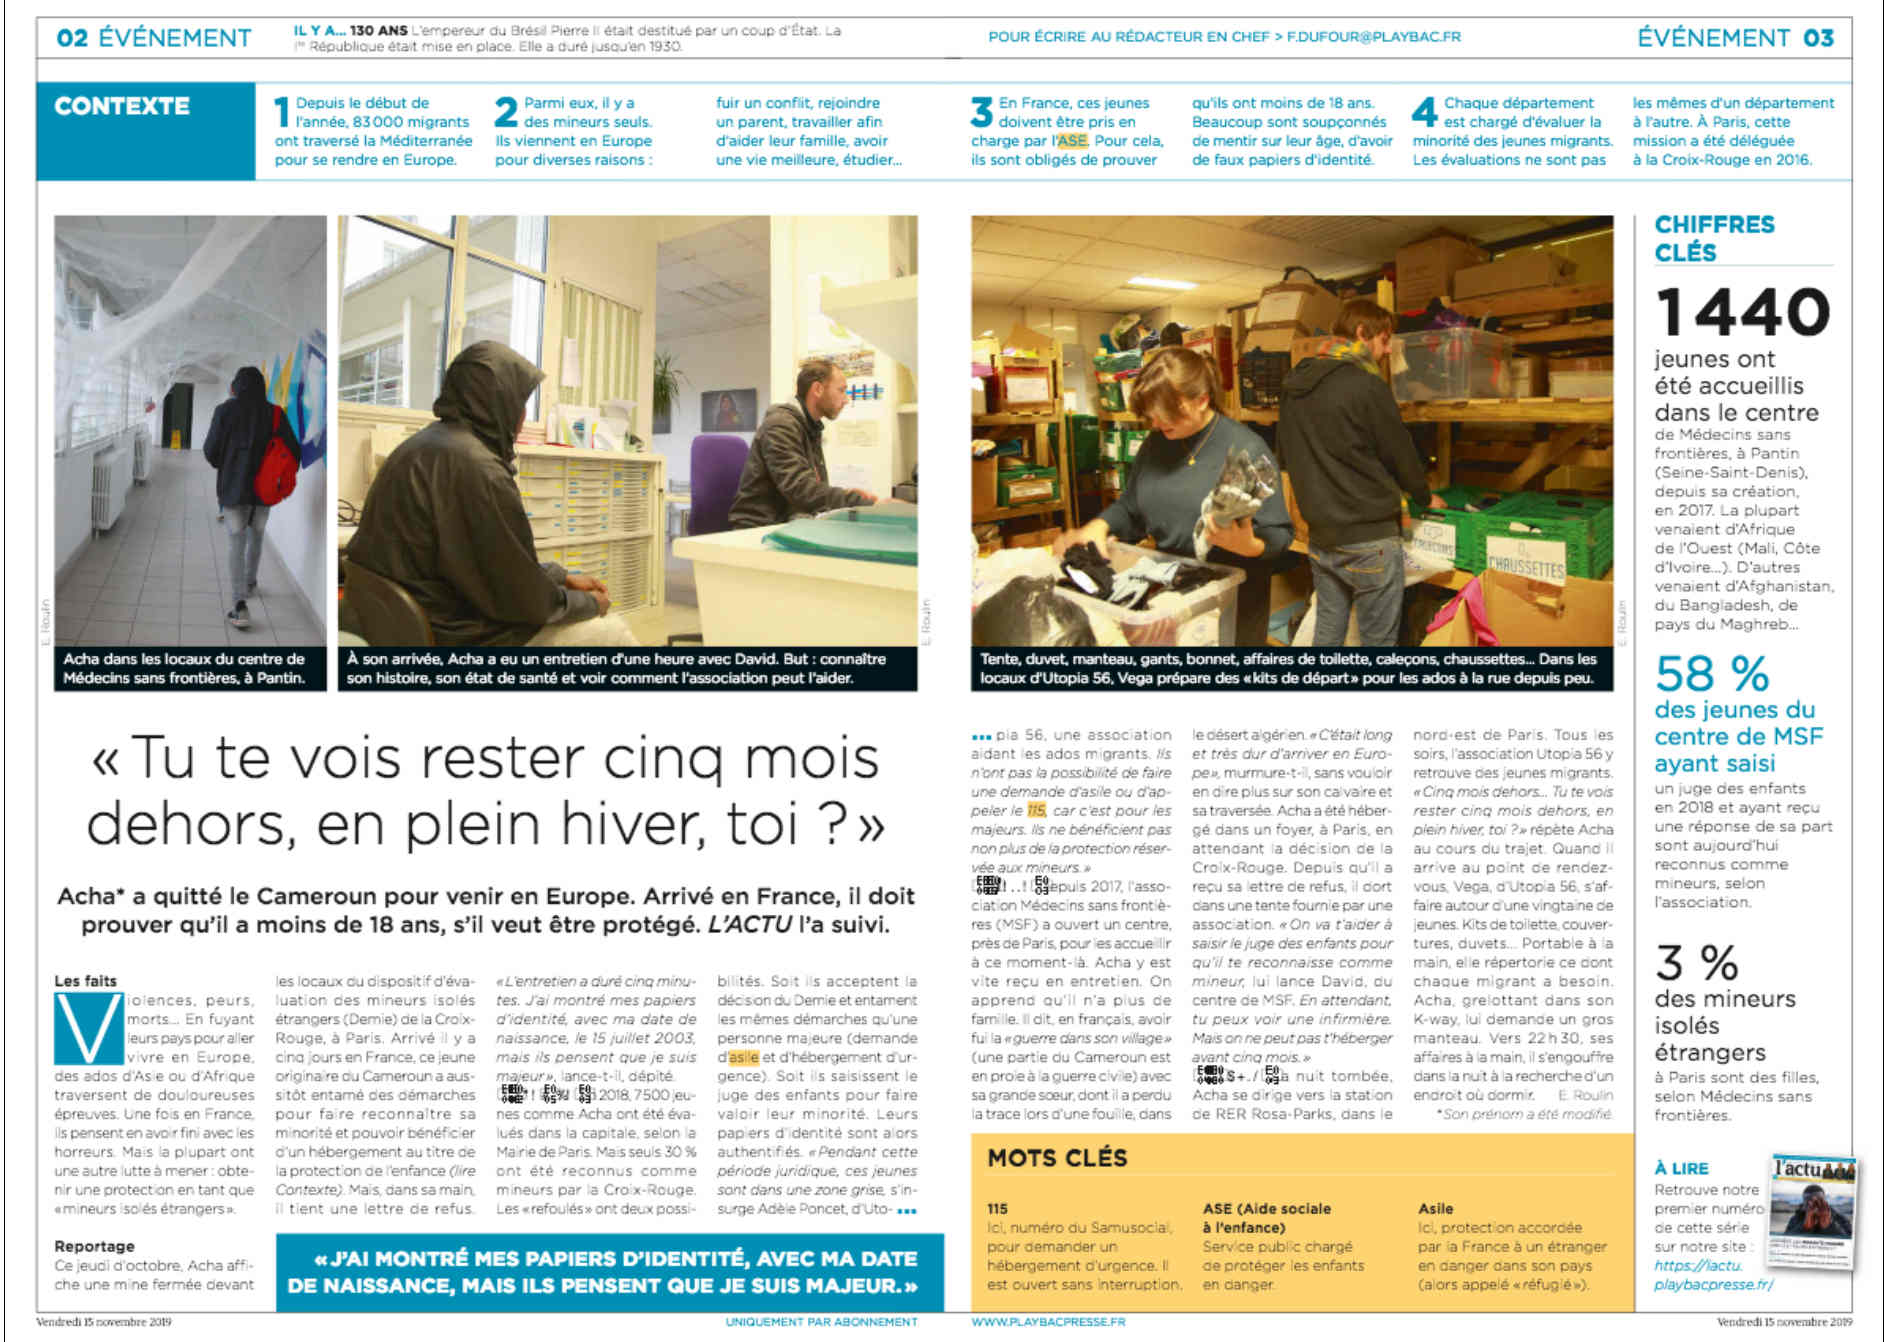 02 ÉVÉNEMENT
IL Y A... 130 ANS L'empereur du Brésil Pierre II était destitué par un coup d'État. La
Ire République était mise en place. Elle a duré jusqu'en 1930.
POUR ÉCRIRE AU RÉDACTEUR EN CHEF > F.DUFOUR@PLAYBAC.FR
ÉVÉNEMENT 03
CONTEXTE
1 Depuis le début de
l'année, 83 000 migrants
ont traversé la Méditerranée
pour se rendre en Europe.
2 Parmi eux, il y a
des mineurs seuls.
Ils viennent en Europe
pour diverses raisons :
fuir un conflit, rejoindre
un parent, travailler afin
d'aider leur famille, avoir
une vie meilleure, étudier...
3 En France, ces jeunes
doivent être pris en
charge par l'ASE. Pour cela,
ils sont obligés de prouver
qu'ils ont moins de 18 ans.
Beaucoup sont soupçonnés
de mentir sur leur âge, d'avoir
de faux papiers d'identité.
4 Chaque département
est chargé d'évaluer la
minorité des jeunes migrants.
Les évaluations ne sont pas
les mêmes d'un département
à l'autre. À Paris, cette
mission a été déléguée
à la Croix-Rouge en 2016.
E. Rouin
Acha dans les locaux du centre de
Médecins sans frontières, à Pantin.
À son arrivée, Acha a eu un entretien d'une heure avec David. But : connaître
son histoire, son état de santé et voir comment l'association peut l'aider.
E. Rouin
CALECONS
CHAUSSETTES
Tente, duvet, manteau, gants, bonnet, affaires de toilette, caleçons, chaussettes... Dans les
locaux d'Utopia 56, Vega prépare des « kits de départ » pour les ados à la rue depuis peu.
E. Rouin
« Tu te vois rester cinq mois
dehors, en plein hiver, toi ? »
Acha* a quitté le Cameroun pour venir en Europe. Arrivé en France, il doit
prouver qu'il a moins de 18 ans, s'il veut être protégé. L'ACTU l'a suivi.
Les faits
Violences, peurs,
morts... En fuyant
leurs pays pour aller
vivre en Europe,
des ados d'Asie ou d'Afrique
traversent de douloureuses
épreuves. Une fois en France,
ils pensent en avoir fini avec les
horreurs. Mais la plupart ont
une autre lutte à mener : obte-
nir une protection en tant que
« mineurs isolés étrangers ».
Reportage
Ce jeudi d'octobre, Acha affi-
che une mine fermée devant
les locaux du dispositif d'éva-
luation des mineurs isolés
étrangers (Demie) de la Croix-
Rouge, à Paris. Arrivé il y a
cinq jours en France, ce jeune
originaire du Cameroun a aus-
sitôt entamé des démarches
pour faire reconnaître sa
minorité et pouvoir bénéficier
d'un hébergement au titre de
la protection de l'enfance (lire
Contexte). Mais, dans sa main,
il tient une lettre de refus.
« L'entretien a duré cinq minu-
tes. J'ai montré mes papiers
d'identité, avec ma date de
naissance, le 15 juillet 2003,
mais ils pensent que je suis
majeur », lance-t-il, dépité.
2018, 7 500 jeu-
nes comme Acha ont été éva-
lués dans la capitale, selon la
Mairie de Paris. Mais seuls 30 %
ont été reconnus comme
mineurs par la Croix-Rouge.
Les « refoulés » ont deux possi-
bilités. Soit ils acceptent la
décision du Demie et entament
les mêmes démarches qu'une
personne majeure (demande
d'asile et d'hébergement d'ur-
gence). Soit ils saisissent le
juge des enfants pour faire
valoir leur minorité. Leurs
papiers d'identité sont alors
authentifiés. « Pendant cette
période juridique, ces jeunes
sont dans une zone grise, s'in-
surge Adèle Poncet, d'Uto- ...
« J'AI MONTRÉ MES PAPIERS D'IDENTITÉ, AVEC MA DATE
DE NAISSANCE, MAIS ILS PENSENT QUE JE SUIS MAJEUR. »
... pia 56, une association
aidant les ados migrants. Ils
n'ont pas la possibilité de faire
une demande d'asile ou d'ap-
peler le 115, car c'est pour les
majeurs. Ils ne bénéficient pas
non plus de la protection réser-
vée aux mineurs. »
epuis 2017, l'asso-
ciation Médecins sans frontiè-
res (MSF) a ouvert un centre,
près de Paris, pour les accueillir
à ce moment-là. Acha y est
vite reçu en entretien. On
apprend qu'il n'a plus de
famille. Il dit, en français, avoir
fui la « guerre dans son village »
(une partie du Cameroun est
en proie à la guerre civile) avec
sa grande sœur, dont il a perdu
la trace lors d'une fouille, dans
le désert algérien. « C'était long
et très dur d'arriver en Euro-
pe », murmure-t-il, sans vouloir
en dire plus sur son calvaire et
sa traversée. Acha a été héber-
gé dans un foyer, à Paris, en
attendant la décision de la
Croix-Rouge. Depuis qu'il a
reçu sa lettre de refus, il dort
dans une tente fournie par une
association. « On va t'aider à
saisir le juge des enfants pour
qu'il te reconnaisse comme
mineur, lui lance David, du
centre de MSF. En attendant,
tu peux voir une infirmière.
Mais on ne peut pas t'héberger
avant cinq mois. »
a nuit tombée,
Acha se dirige vers la station
de RER Rosa-Parks, dans le
nord-est de Paris. Tous les
soirs, l'association Utopia 56 y
retrouve des jeunes migrants.
« Cinq mois dehors... Tu te vois
rester cinq mois dehors, en
plein hiver, toi ? » répète Acha
au cours du trajet. Quand il
arrive au point de rendez-
vous, Vega, d'Utopia 56, s'af-
faire autour d'une vingtaine de
jeunes. Kits de toilette, couver-
tures, duvets... Portable à la
main, elle répertorie ce dont
chaque migrant a besoin.
Acha, grelottant dans son
K-way, lui demande un gros
manteau. Vers 22 h 30, ses
affaires à la main, il s'engouffre
dans la nuit à la recherche d'un
endroit où dormir. E. Rouin
*Son prénom a été modifié.
MOTS CLÉS
115
Ici, numéro du Samusocial,
pour demander un
hébergement d'urgence. Il
est ouvert sans interruption.
ASE (Aide sociale
à l'enfance)
Service public chargé
de protéger les enfants
en danger.
Asile
Ici, protection accordée
par la France à un étranger
en danger dans son pays
(alors appelé « réfugié »).
CHIFFRES
CLÉS
1 440
jeunes ont
été accueillis
dans le centre
de Médecins sans
frontières, à Pantin
(Seine-Saint-Denis),
depuis sa création,
en 2017. La plupart
venaient d'Afrique
de l'Ouest (Mali, Côte
d'Ivoire...). D'autres
venaient d'Afghanistan,
du Bangladesh, de
pays du Maghreb...
58 %
des jeunes du
centre de MSF
ayant saisi
un juge des enfants
en 2018 et ayant reçu
une réponse de sa part
sont aujourd'hui
reconnus comme
mineurs, selon
l'association.
3 %
des mineurs
isolés
étrangers
à Paris sont des filles,
selon Médecins sans
frontières.
À LIRE
Retrouve notre
premier numéro
de cette série
sur notre site :
https://lactu.
playbacpresse.fr/
l'actu
Vendredi 15 novembre 2019
UNIQUEMENT PAR ABONNEMENT
WWW.PLAYBACPRESSE.FR
Vendredi 15 novembre 2019